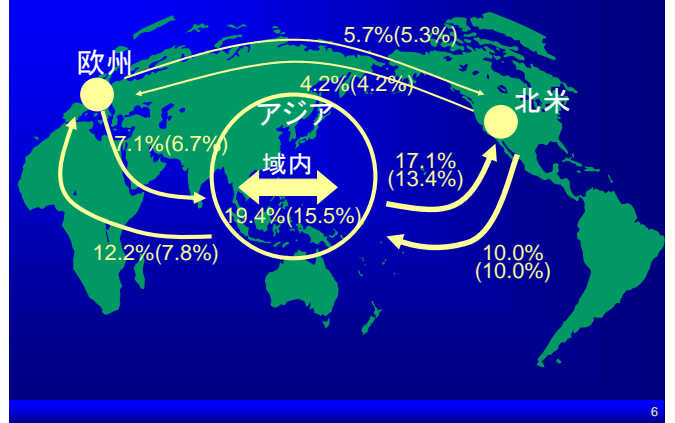 5.7%(5.3%)
欧州
4.2%(4.2%)
北米
アジア
7.1%(6.7%)
域内
17.1%
(13.4%)
19.4%(15.5%)
12.2%(7.8%)
10.0%
(10.0%)
6